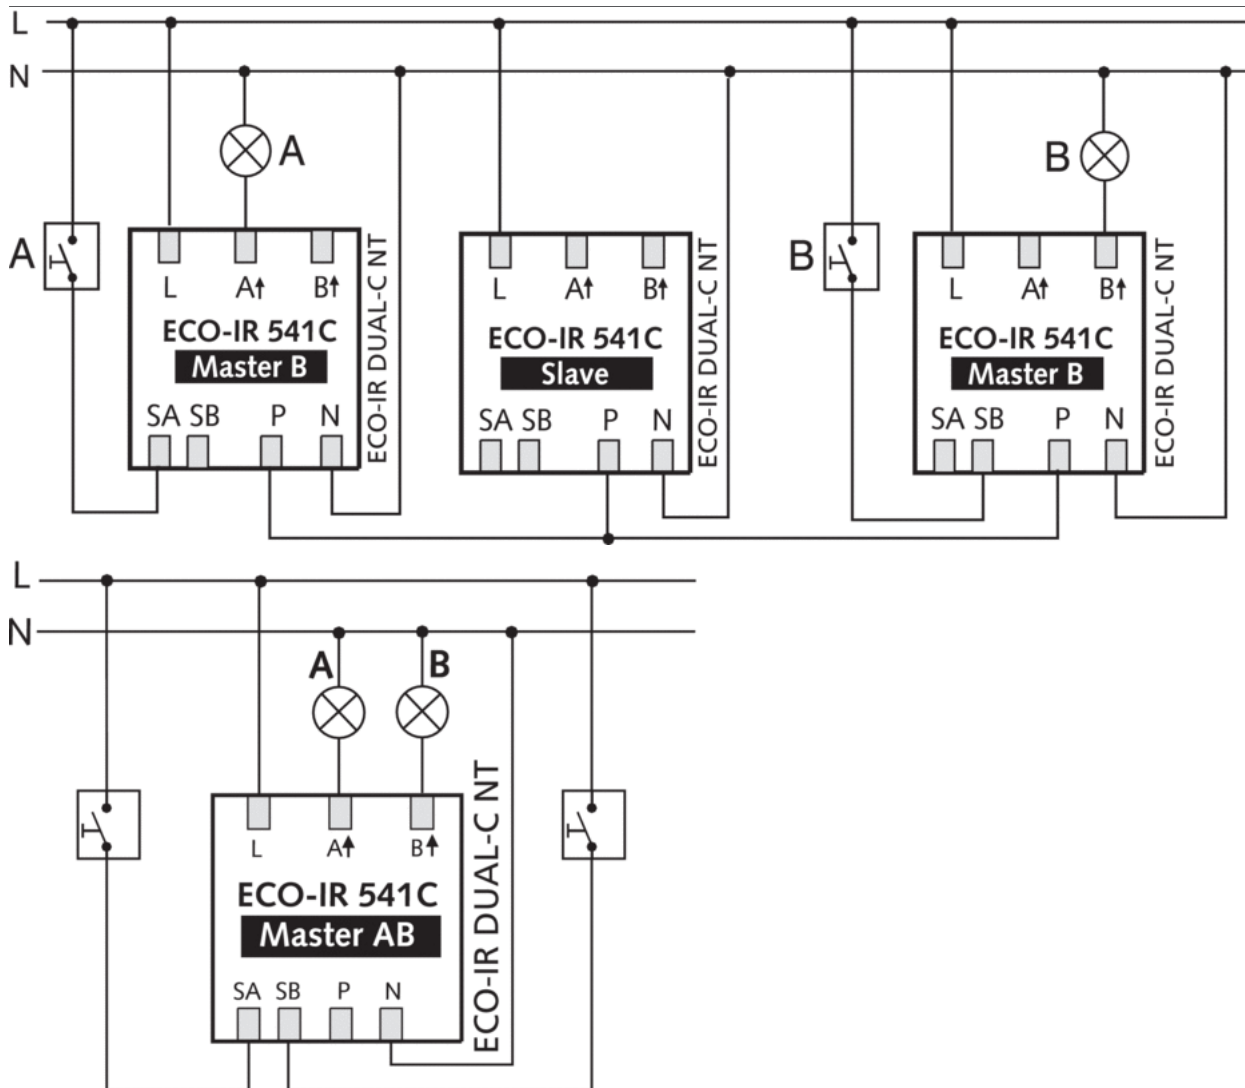 L
N
A
B
A
B
L A↑ B↑
ECO-IR 541C
Master B
SA SB P N
ECO-IR DUAL-C NT
L A↑ B↑
ECO-IR 541C
Slave
SA SB P N
ECO-IR DUAL-C NT
L A↑ B↑
ECO-IR 541C
Master B
SA SB P N
ECO-IR DUAL-C NT
L
N
A B
L A↑ B↑
ECO-IR 541C
Master AB
SA SB P N
ECO-IR DUAL-C NT